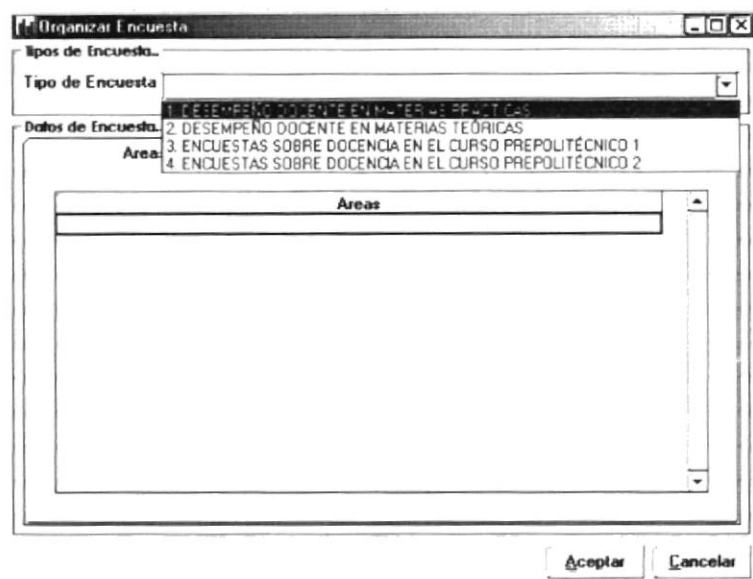 Organizar Encuesta
Tipos de Encuesta...
Tipo de Encuesta
1. DESEMPEÑO DOCENTE EN MATERIAS PRÁCTICAS
Datos de Encuesta...
2. DESEMPEÑO DOCENTE EN MATERIAS TEÓRICAS
Areas
3. ENCUESTAS SOBRE DOCENCIA EN EL CURSO PREPOLITÉCNICO 1
4. ENCUESTAS SOBRE DOCENCIA EN EL CURSO PREPOLITÉCNICO 2
Areas
Aceptar Cancelar